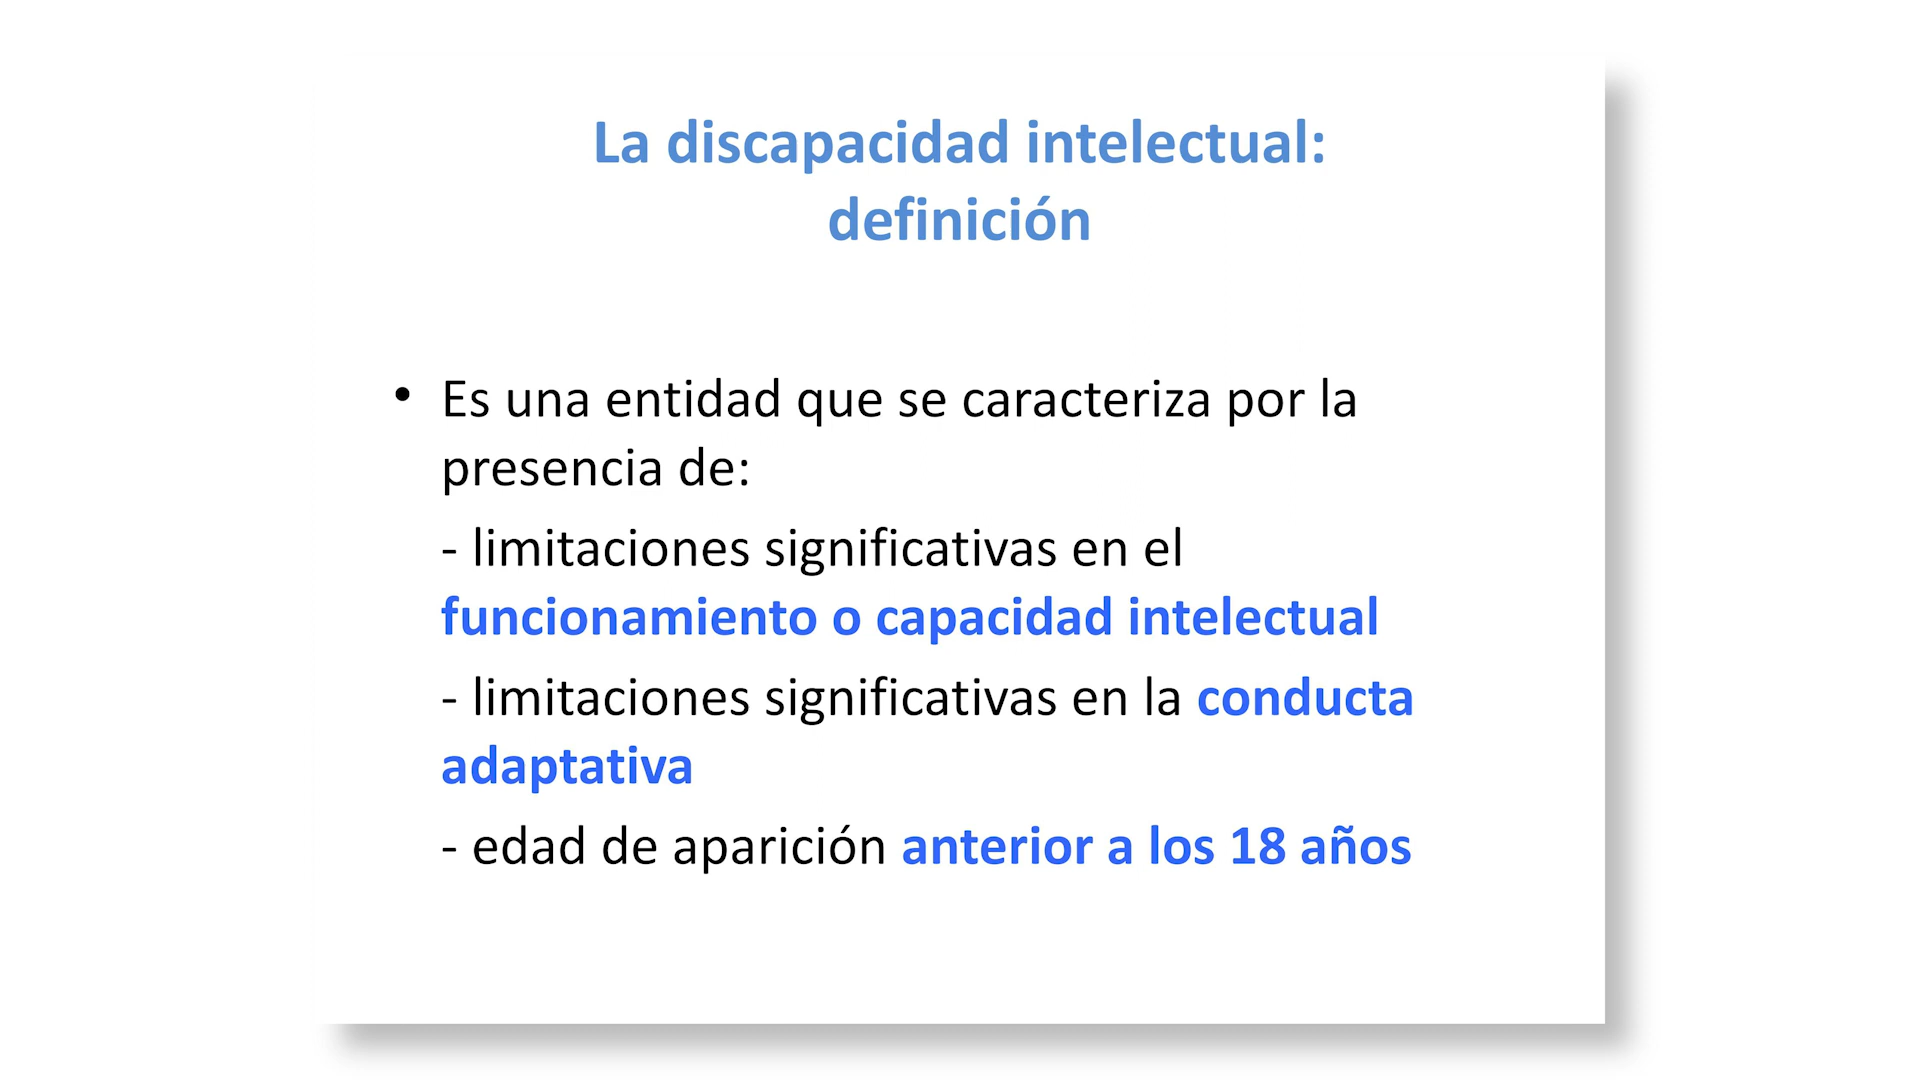 La discapacidad intelectual:
definición
• Es una entidad que se caracteriza por la
presencia de:
- limitaciones significativas en el
funcionamiento o capacidad intelectual
- limitaciones significativas en la conducta
adaptativa
- edad de aparición anterior a los 18 años